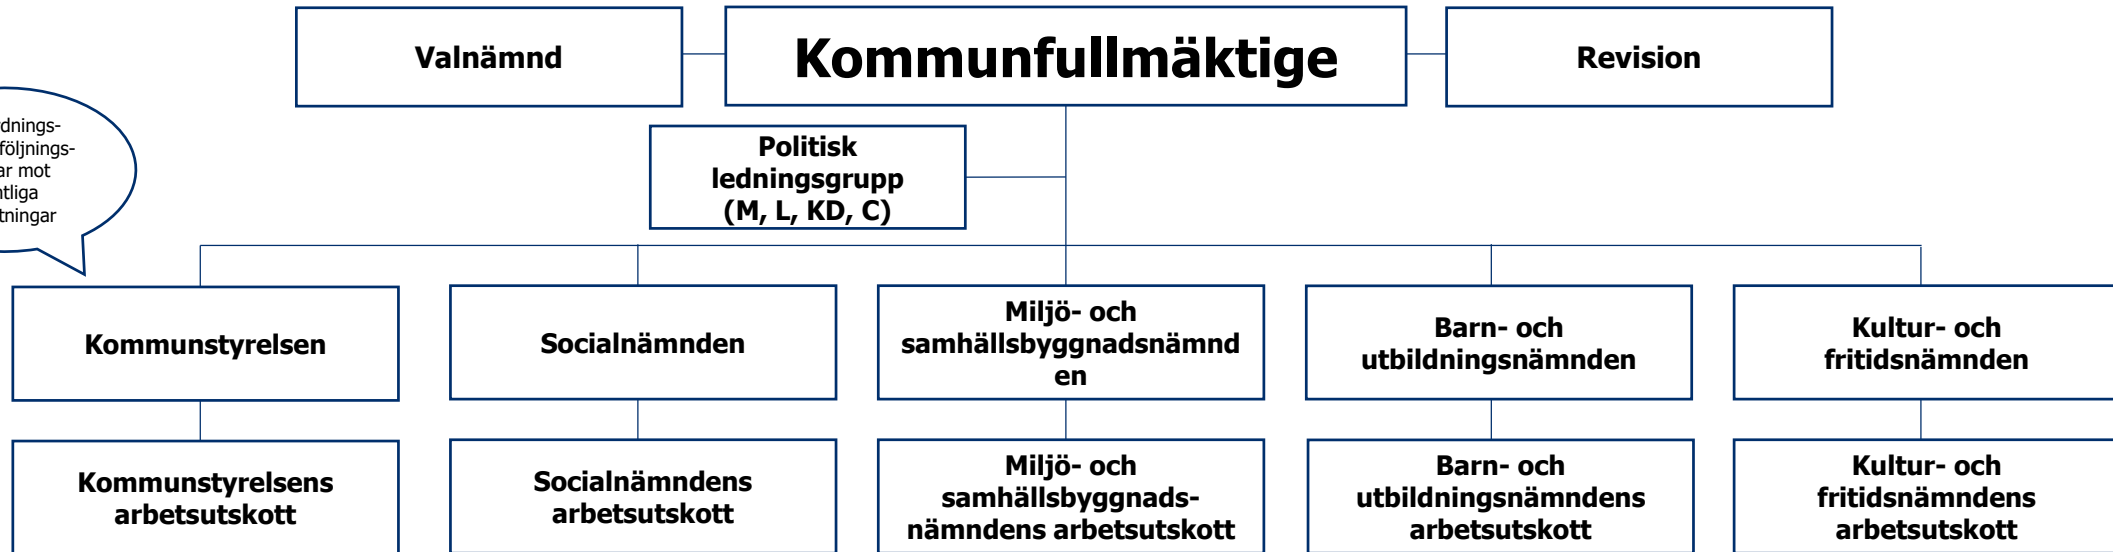 Valnämnd
Kommunfullmäktige
Revision
Politisk
ledningsgrupp
(M, L, KD, C)
mot
Kommunstyrelsen
Socialnämnden
Miljö- och
samhällsbyggnadsnämnd
en
Barn- och
utbildningsnämnden
Kultur- och
fritidsnämnden
Kommunstyrelsens
arbetsutskott
Socialnämndens
arbetsutskott
Miljö- och
samhällsbyggnads-
nämndens arbetsutskott
Barn- och
utbildningsnämndens
arbetsutskott
Kultur- och
fritidsnämndens
arbetsutskott